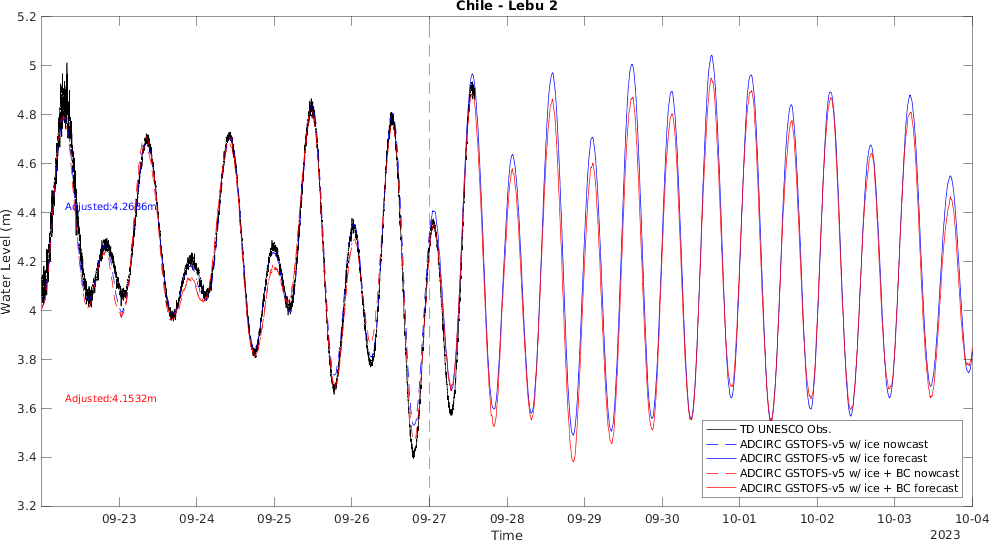 Chile - Lebu 2
5.2
5
4.8
4.6
4.4
4.2
4
3.8
3.6
3.4
3.2
Water Level (m)
Adjusted:4.2686m
Adjusted:4.1532m
TD UNESCO Obs.
ADCIRC GSTOFS-v5 w/ ice nowcast
ADCIRC GSTOFS-v5 w/ ice forecast
ADCIRC GSTOFS-v5 w/ ice + BC nowcast
ADCIRC GSTOFS-v5 w/ ice + BC forecast
09-23 09-24 09-25 09-26 09-27 09-28 09-29 09-30 10-01 10-02 10-03 10-04
Time
2023